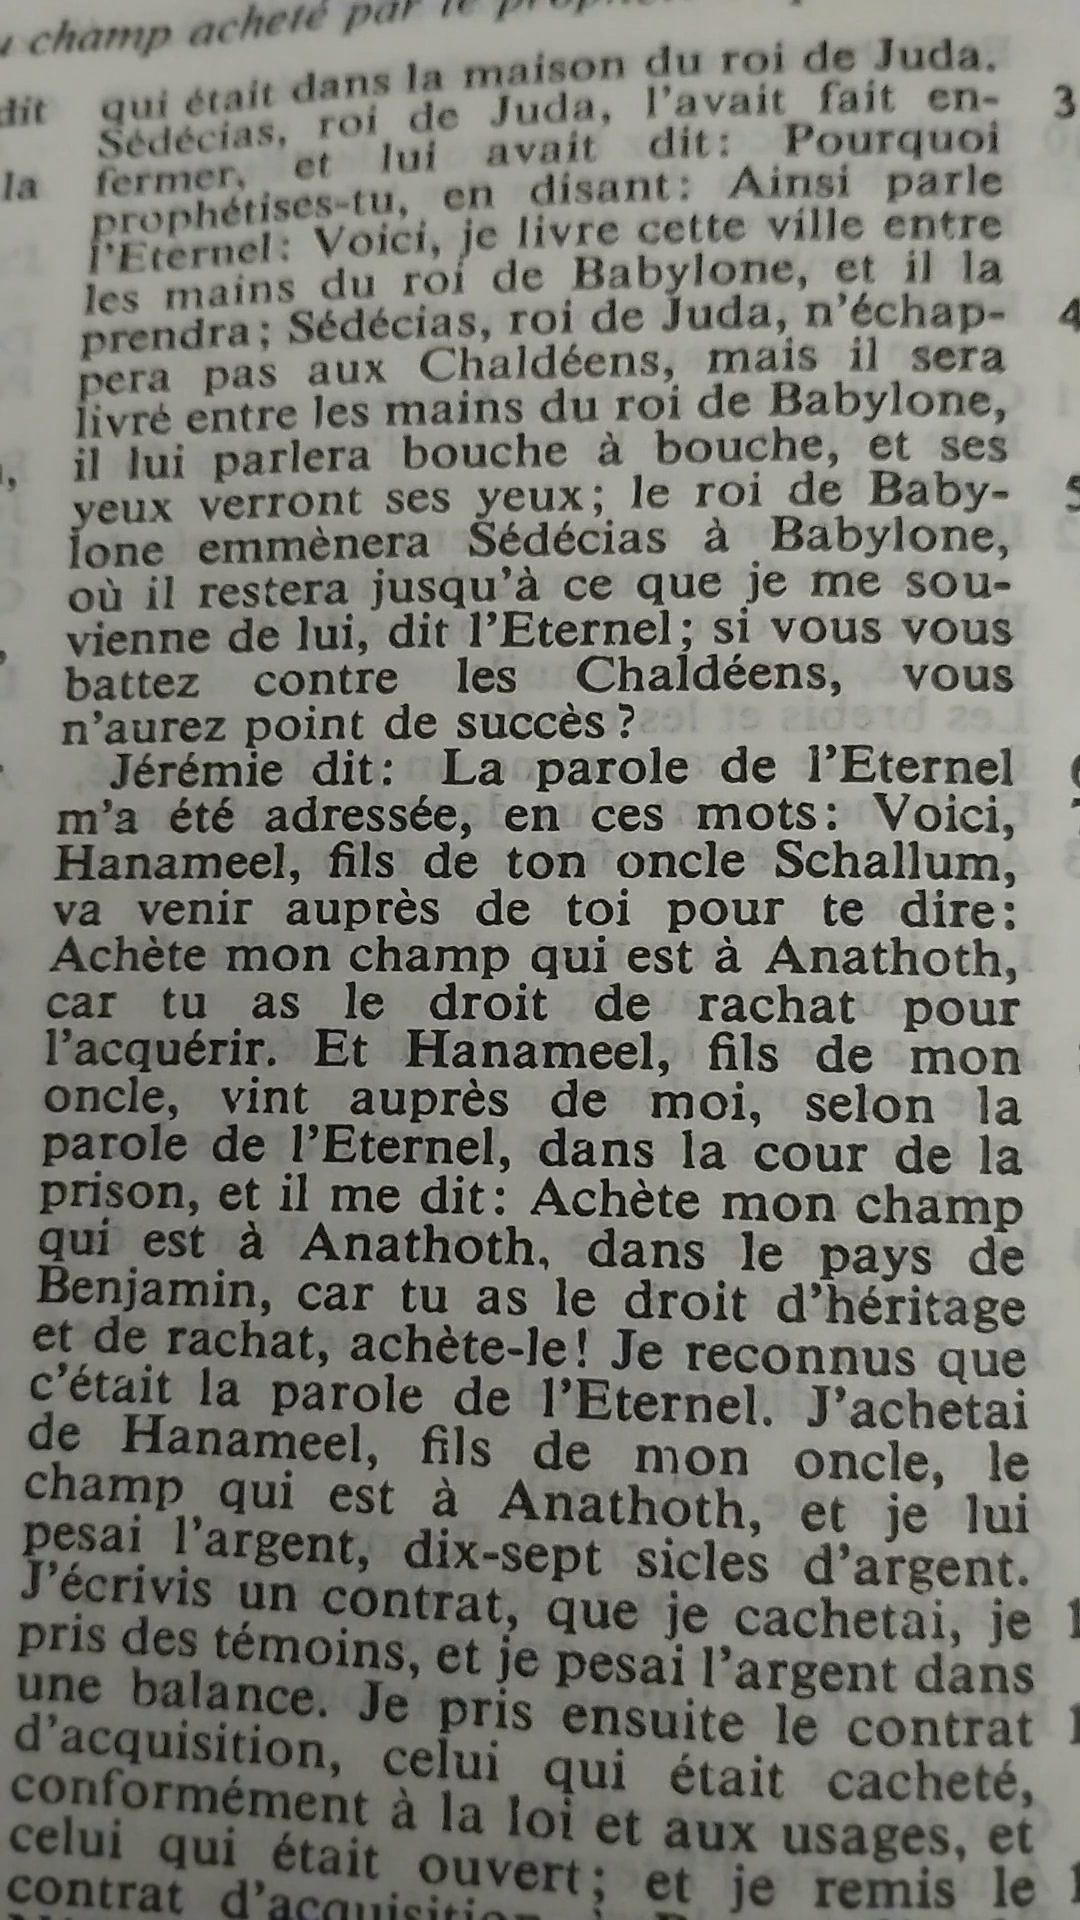 champ acheté par le
qui était dans la maison du roi de Juda.
dit
Sédécias, roi de Juda, l'avait fait en-
3
fermer, et lui avait dit: Pourquoi
la
prophétises-tu, en disant: Ainsi parle
l'Eternel: Voici, je livre cette ville entre
les mains du roi de Babylone, et il la
prendra; Sédécias, roi de Juda, n'échap-
4
pera pas aux Chaldéens, mais il sera
livré entre les mains du roi de Babylone,
il lui parlera bouche à bouche, et ses
yeux verront ses yeux; le roi de Baby-
5
lone emmènera Sédécias à Babylone,
où il restera jusqu'à ce que je me sou-
vienne de lui, dit l'Eternel; si vous vous
battez contre les Chaldéens, vous
n'aurez point de succès?
Jérémie dit: La parole de l'Eternel
m'a été adressée, en ces mots: Voici,
Hanameel, fils de ton oncle Schallum,
va venir auprès de toi pour te dire:
Achète mon champ qui est à Anathoth,
car tu as le droit de rachat pour
l'acquérir. Et Hanameel, fils de mon
oncle, vint auprès de moi, selon la
parole de l'Eternel, dans la cour de la
prison, et il me dit: Achète mon champ
qui est à Anathoth, dans le pays de
Benjamin, car tu as le droit d'héritage
et de rachat, achète-le! Je reconnus que
c'était la parole de l'Eternel. J'achetai
de Hanameel, fils de mon oncle, le
champ qui est à Anathoth, et je lui
pesai l'argent, dix-sept sicles d'argent.
J'écrivis un contrat, que je cachetai, je
pris des témoins, et je pesai l'argent dans
une balance. Je pris ensuite le contrat
d'acquisition, celui qui était cacheté,
conformément à la loi et aux usages, et
celui qui était ouvert; et je remis le
contrat d'acquisition